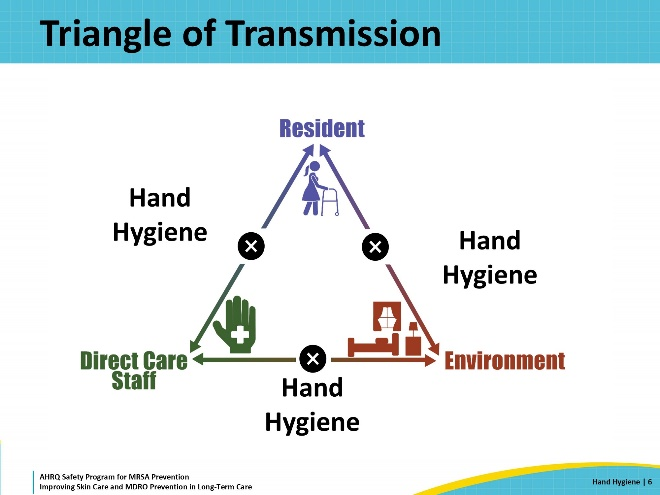 Triangle of Transmission
Resident
Hand
Hygiene
Hand
Hygiene
Direct Care
Staff
Environment
Hand
Hygiene
AHRQ Safety Program for MRSA Prevention
Improving Skin Care and MDRO Prevention in Long-Term Care
Hand Hygiene | 6